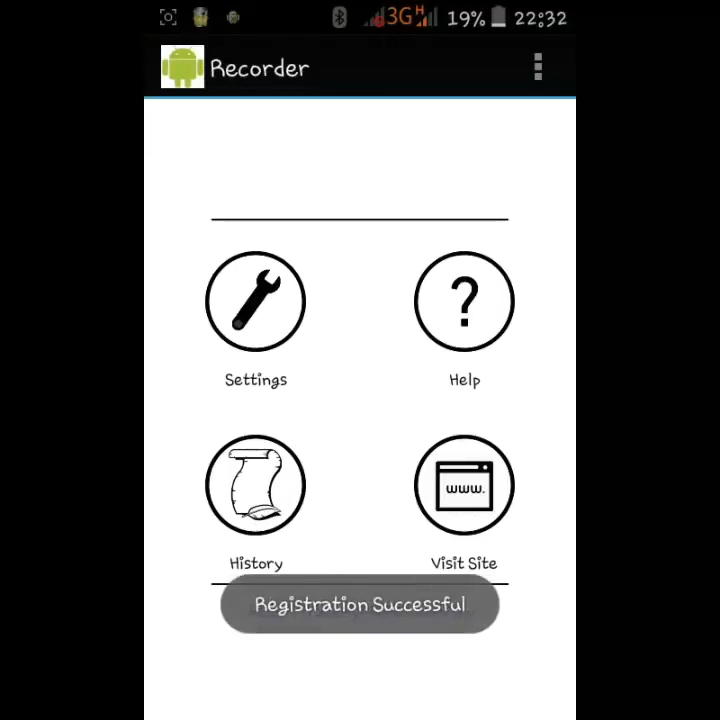 3G H 19% 22:32
Recorder
Settings
Help
www.
History
Visit Site
Registration Successful